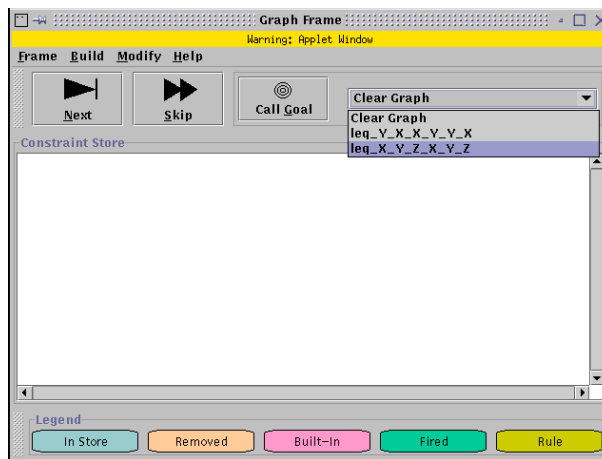 Graph Frame
Warning: Applet Window
Frame Build Modify Help
Next Skip Call Goal Clear Graph
Clear Graph
leq_Y_X_X_Y_Y_X
leq_X_Y_Z_X_Y_Z
Constraint Store
Legend
In Store Removed Built-In Fired Rule